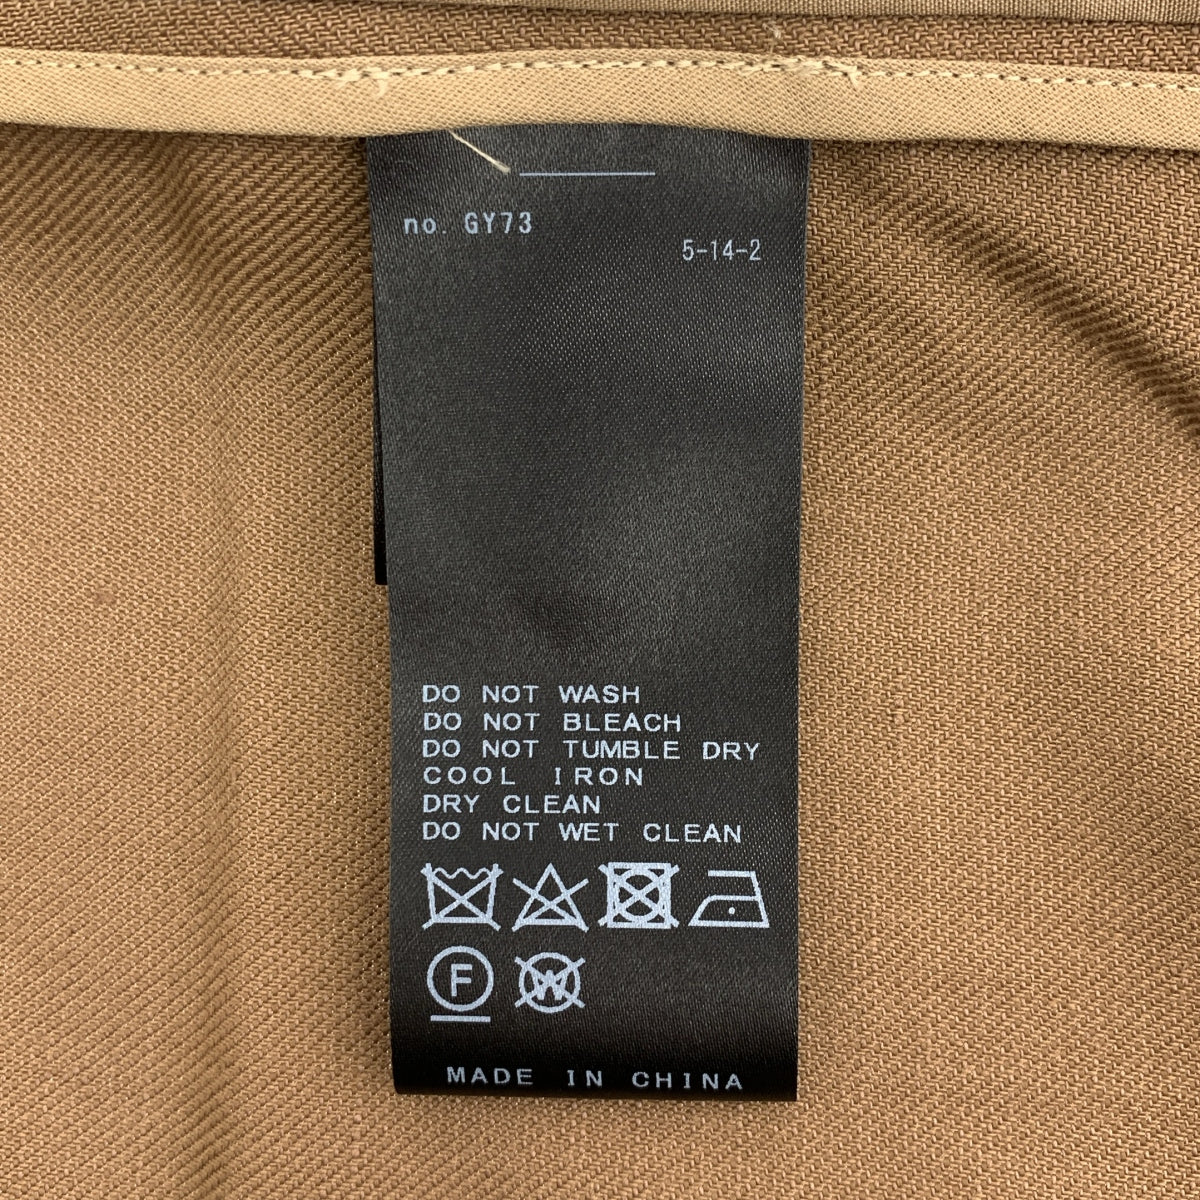 no. GY73
5-14-2
DO NOT WASH
DO NOT BLEACH
DO NOT TUMBLE DRY
COOL IRON
DRY CLEAN
DO NOT WET CLEAN
F W
MADE IN CHINA